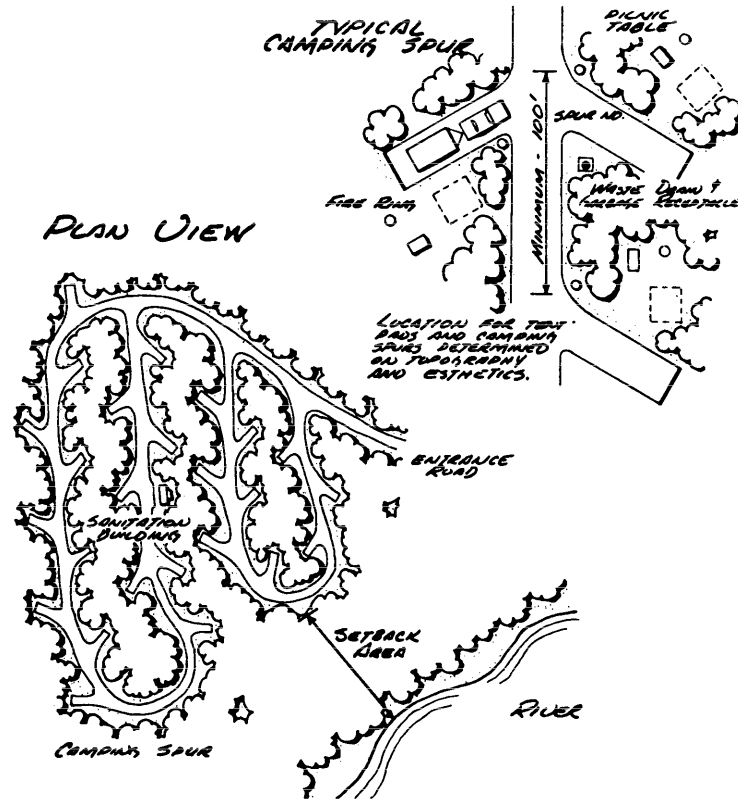 TYPICAL
CAMPING SPUR
PICNIC
TABLE
SPUR NO.
MINIMUM - 100'
FIRE RING
WASTE DRAIN &
GARBAGE RECEPTACLE
PLAN VIEW
LOCATION FOR TENT
PADS AND CAMPING
SPURS DETERMINED
ON TOPOGRAPHY
AND ESTHETICS.
ENTRANCE
ROAD
SANITATION
BUILDING
SETBACK
AREA
RIVER
CAMPING SPUR